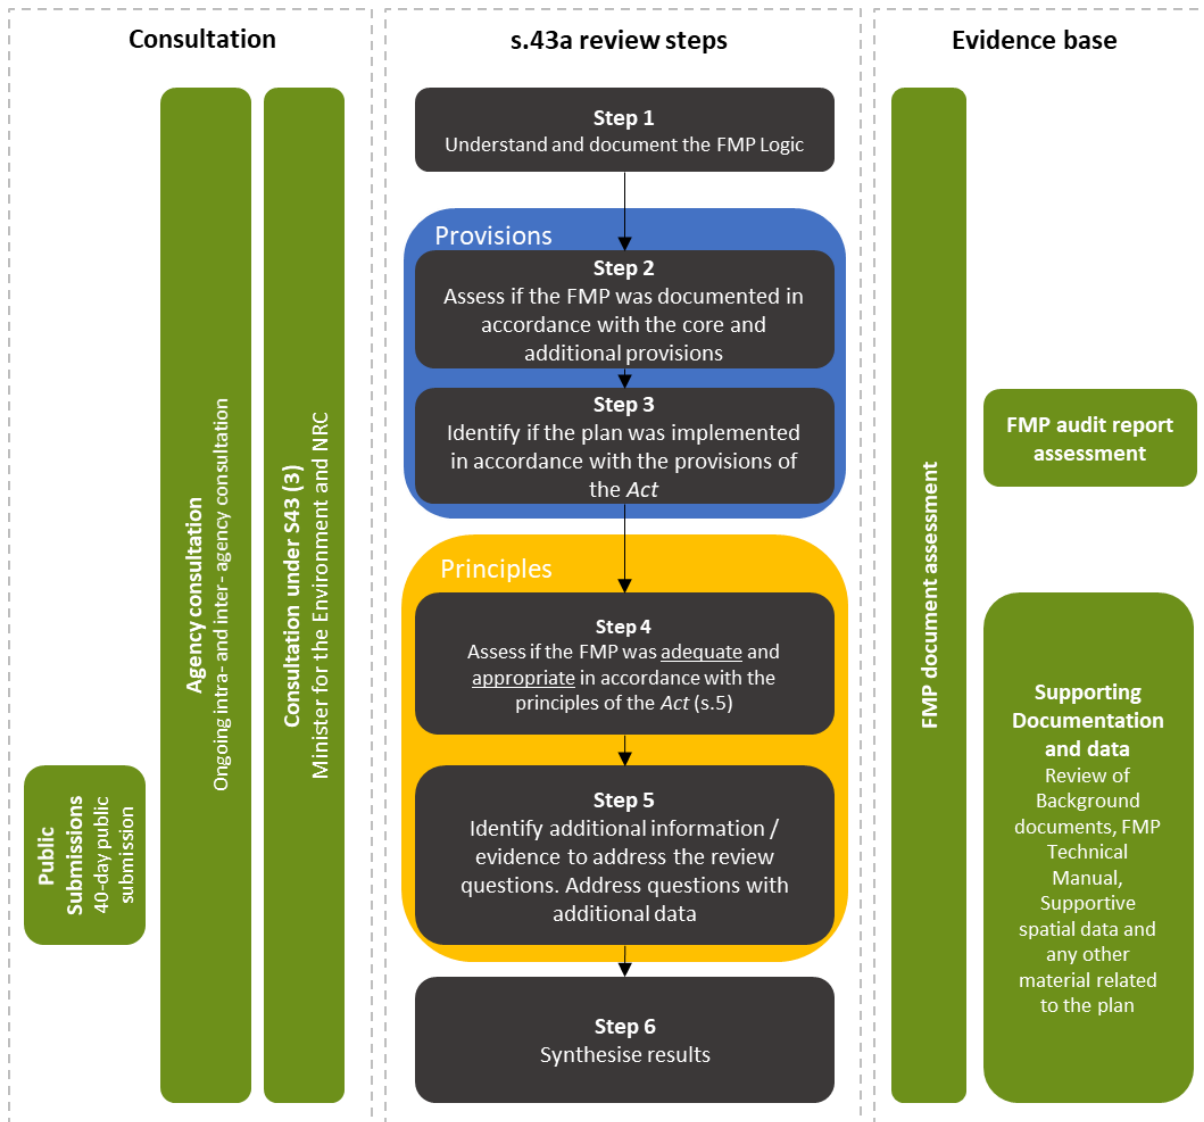 Consultation
Public
Submissions
40-day public
submission
Agency consultation
Ongoing intra- and inter- agency consultation
Consultation under S43 (3)
Minister for the Environment and NRC
s.43a review steps
Step 1
Understand and document the FMP Logic
Provisions
Step 2
Assess if the FMP was documented in
accordance with the core and
additional provisions
Step 3
Identify if the plan was implemented
in accordance with the provisions of
the Act
Principles
Step 4
Assess if the FMP was adequate and
appropriate in accordance with the
principles of the Act (s.5)
Step 5
Identify additional information /
evidence to address the review
questions. Address questions with
additional data
Step 6
Synthesise results
Evidence base
FMP document assessment
FMP audit report
assessment
Supporting
Documentation
and data
Review of
Background
documents, FMP
Technical
Manual,
Supportive
spatial data and
any other
material related
to the plan